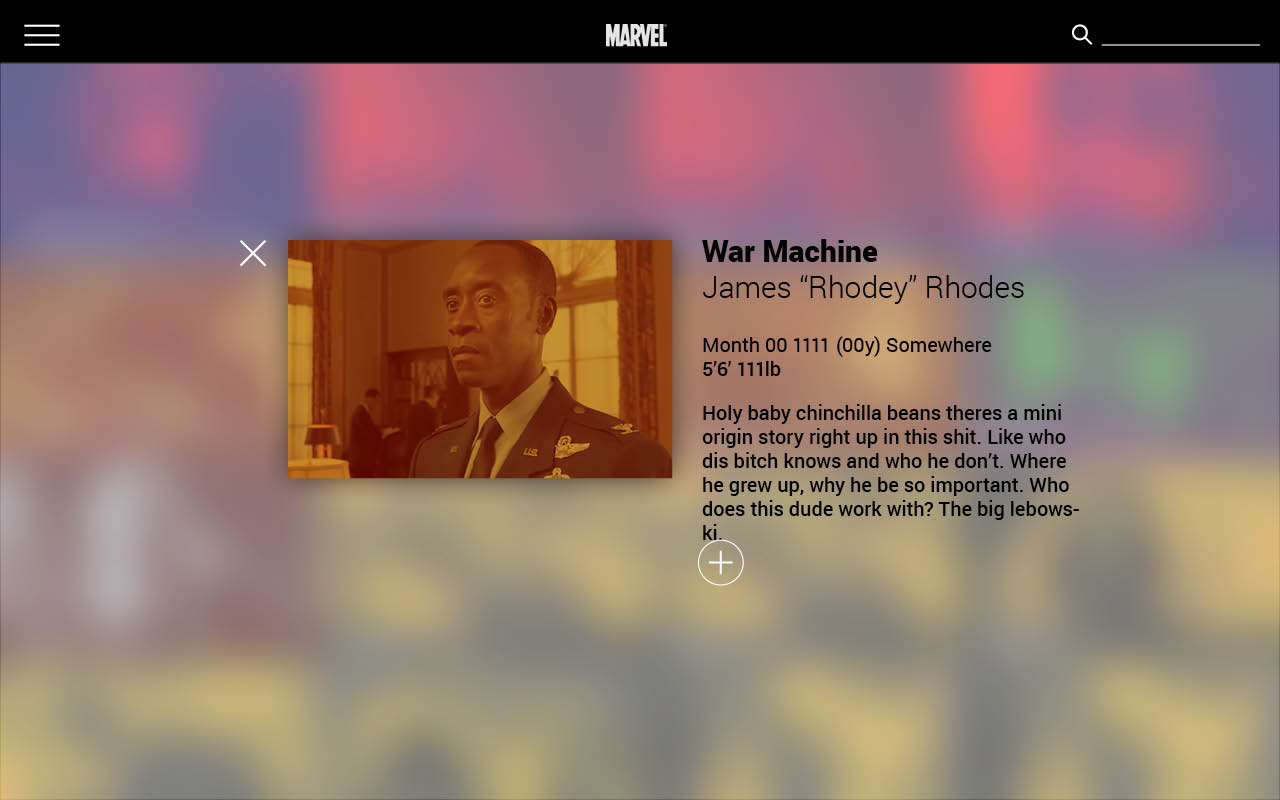 MARVEL
War Machine
James “Rhodey” Rhodes
Month 00 1111 (00y) Somewhere
5’6’ 111lb
Holy baby chinchilla beans theres a mini
origin story right up in this shit. Like who
dis bitch knows and who he don’t. Where
he grew up, why he be so important. Who
does this dude work with? The big lebows-
ki.
U.S.